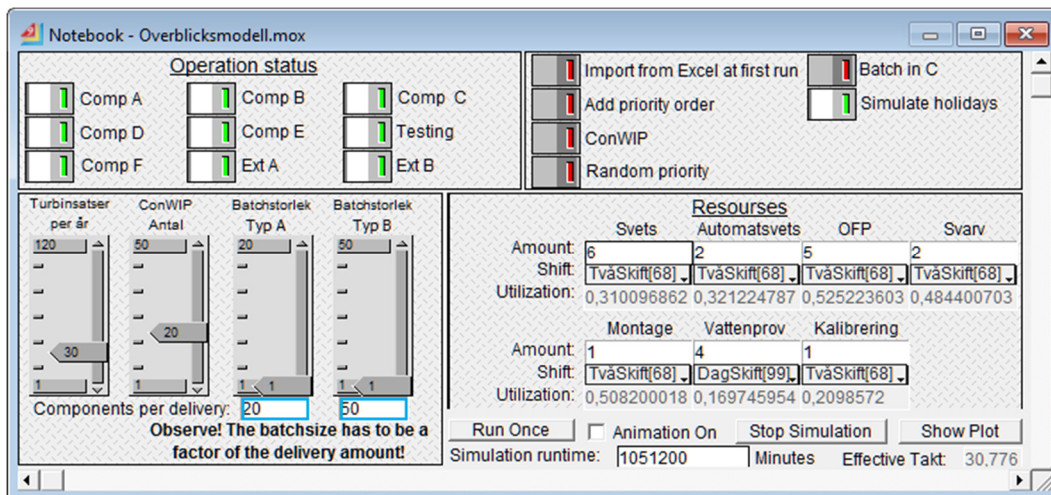 Notebook - Overblicksmodell.mox
Operation status
Comp A Comp B Comp C
Comp D Comp E Testing
Comp F Ext A Ext B
Import from Excel at first run Batch in C
Add priority order Simulate holidays
ConWIP
Random priority
Turbinsatser per år ConWIP Antal Batchstorlek Typ A Batchstorlek Typ B
120 50 20 50
30 20 1 1
1 1 1 1
Components per delivery: 20 50
Observe! The batchsize has to be a
factor of the delivery amount!
Resourses
Svets Automatsvets OFP Svarv
Amount: 6 2 5 2
Shift: TvåSkift[68] TvåSkift[68] TvåSkift[68] TvåSkift[68]
Utilization: 0,310096862 0,321224787 0,525223603 0,484400703
Montage Vattenprov Kalibrering
Amount: 1 4 1
Shift: TvåSkift[68] DagSkift[99] TvåSkift[68]
Utilization: 0,508200018 0,169745954 0,2098572
Run Once Animation On Stop Simulation Show Plot
Simulation runtime: 1051200 Minutes Effective Takt: 30,776